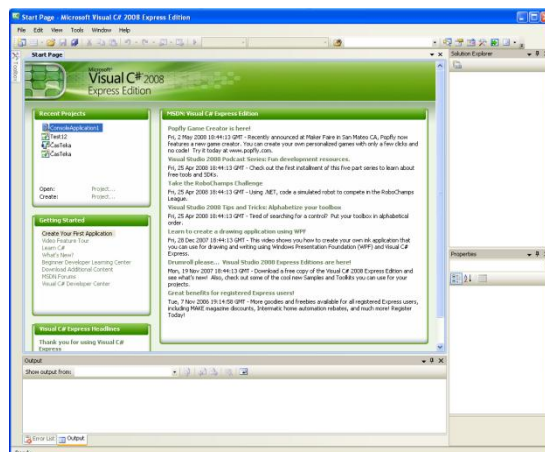 Start Page - Microsoft Visual C# 2008 Express Edition
File Edit View Tools Window Help
Toolbox
Start Page
Solution Explorer
Microsoft
Visual C# 2008
Express Edition
Recent Projects
ConsoleApplication1
Test12
ČasTeka
ČasTeka
Open: Project...
Create: Project...
Getting Started
Create Your First Application
Video Feature Tour
Learn C#
What's New?
Beginner Developer Learning Center
Download Additional Content
MSDN Forums
Visual C# Developer Center
Visual C# Express Headlines
Thank you for using Visual C#
Express
MSDN: Visual C# Express Edition
Popfly Game Creator is here!
Fri, 2 May 2008 18:44:13 GMT - Recently announced at Maker Faire in San Mateo CA, Popfly now
features a new game creator. You can create your own personalized games with only a few clicks and
no code! Try it today at www.popfly.com.
Visual Studio 2008 Podcast Series: Fun development resources.
Fri, 25 Apr 2008 18:44:13 GMT - Check out the first installment of this five part series to learn about
free tools and SDKs.
Take the RoboChamps Challenge
Fri, 25 Apr 2008 18:44:13 GMT - Using .NET, code a simulated robot to compete in the RoboChamps
League.
Visual Studio 2008 Tips and Tricks: Alphabetize your toolbox
Fri, 25 Apr 2008 18:44:13 GMT - Tired of searching for a control? Put your toolbox in alphabetical
order.
Learn to create a drawing application using WPF
Fri, 28 Dec 2007 18:44:13 GMT - This video shows you how to create your own ink application that
you can use for drawing and writing using Windows Presentation Foundation (WPF) and Visual C#
Express.
Drumroll please... Visual Studio 2008 Express Editions are here!
Mon, 19 Nov 2007 18:44:13 GMT - Download a free copy of the Visual C# 2008 Express Edition and
see what's new! Also, check out some of the cool new Samples and Toolkits you can use for your
projects.
Great benefits for registered Express users!
Tue, 7 Nov 2006 19:14:50 GMT - More goodies and freebies available for all registered Express users,
including MAKE magazine discounts, Intermatic home automation rebates, and much more! Register
Today!
Properties
Output
Show output from:
Error List
Output